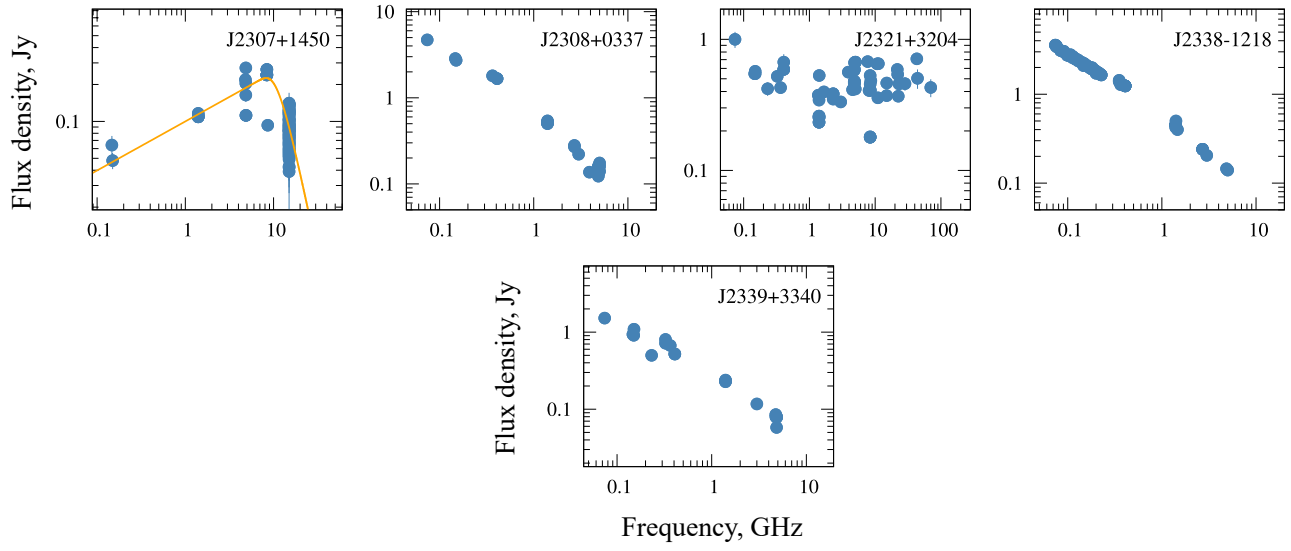 Flux density, Jy
J2307+1450
0.1
0.1 1 10
J2308+0337
10
1
0.1
1 10
J2321+3204
1
0.1
0.1 1 10 100
J2338-1218
1
0.1
0.1 1 10
Flux density, Jy
J2339+3340
1
0.1
0.1 1 10
Frequency, GHz